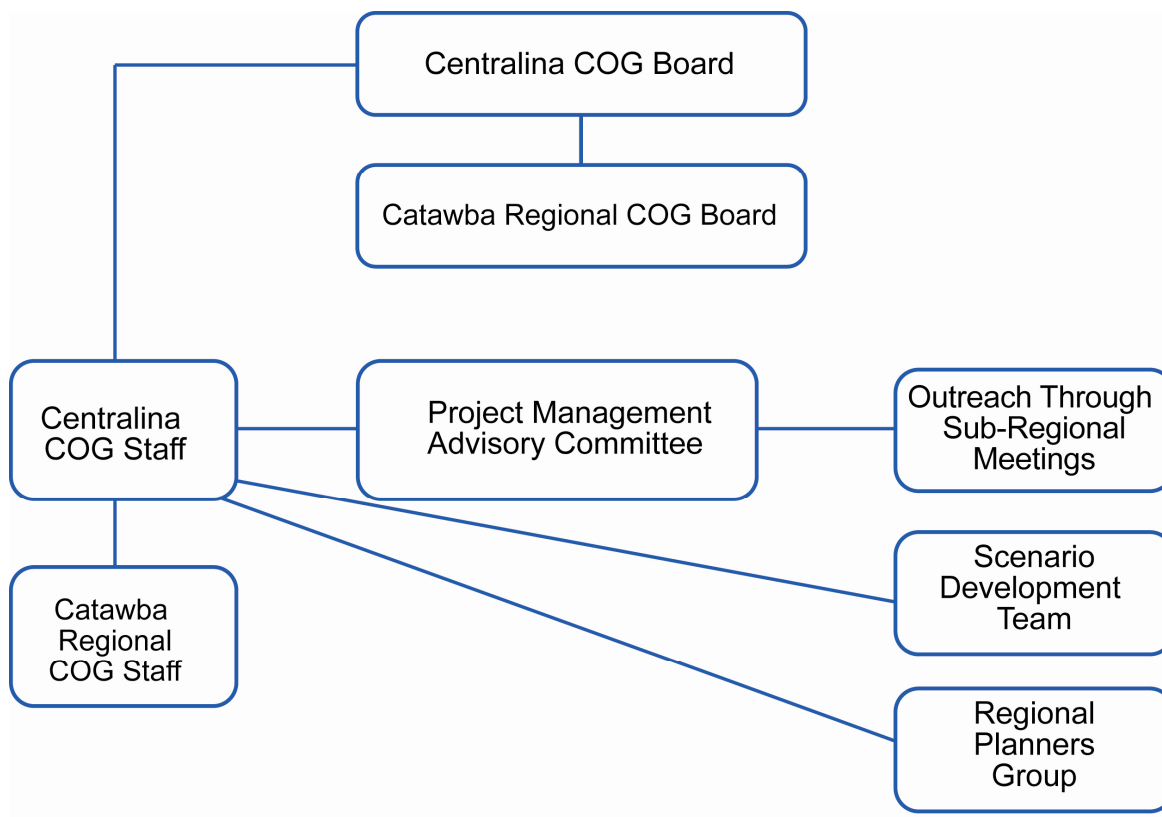 Centralina COG Board
Catawba Regional COG Board
Centralina
COG Staff
Project Management
Advisory Committee
Outreach Through
Sub-Regional
Meetings
Catawba
Regional
COG Staff
Scenario
Development
Team
Regional
Planners
Group